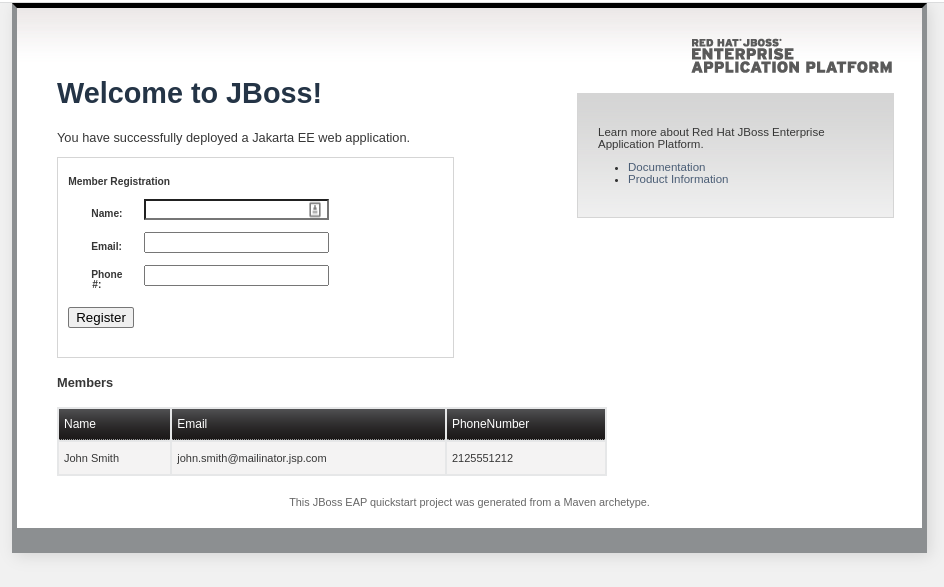 RED HAT® JBOSS®
ENTERPRISE
APPLICATION PLATFORM
Welcome to JBoss!
You have successfully deployed a Jakarta EE web application.
Learn more about Red Hat JBoss Enterprise
Application Platform.
Documentation
Product Information
Member Registration
Name:
Email:
Phone
#:
Register
Members
Name Email PhoneNumber
John Smith john.smith@mailinator.jsp.com 2125551212
This JBoss EAP quickstart project was generated from a Maven archetype.